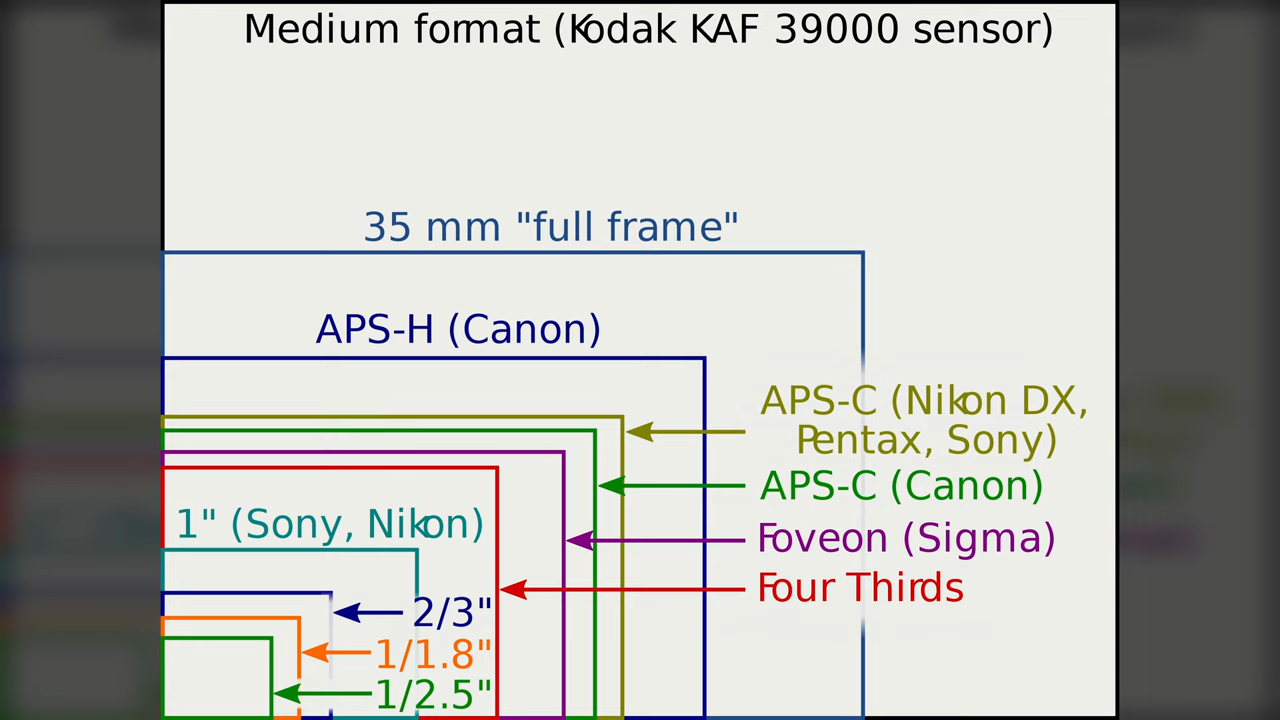 Medium format (Kodak KAF 39000 sensor)
35 mm "full frame"
APS-H (Canon)
APS-C (Nikon DX,
Pentax, Sony)
APS-C (Canon)
1" (Sony, Nikon)
Foveon (Sigma)
Four Thirds
2/3"
1/1.8"
1/2.5"